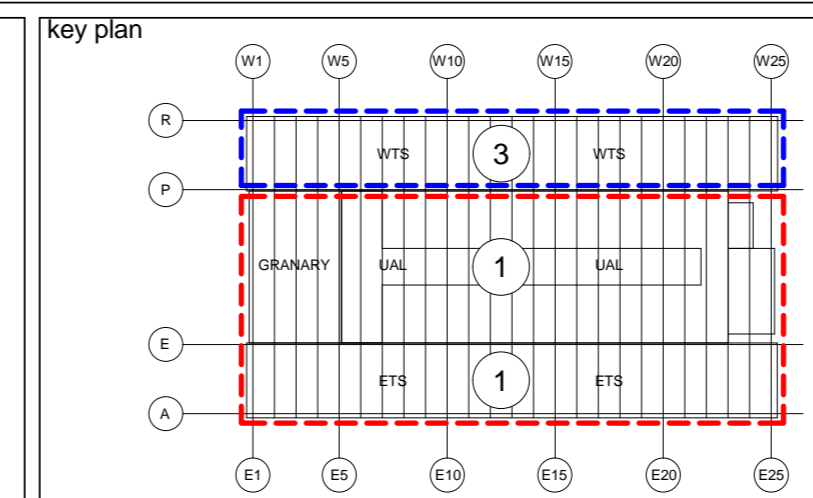 key plan
W1 W5 W10 W15 W20 W25
R
WTS 3 WTS
P
GRANARY UAL 1 UAL
E
ETS 1 ETS
A
E1 E5 E10 E15 E20 E25